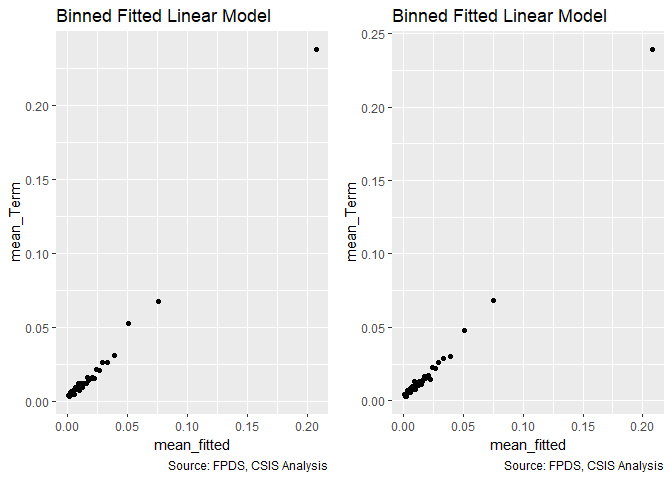 Binned Fitted Linear Model
mean_Term
0.20
0.15
0.10
0.05
0.00
0.00 0.05 0.10 0.15 0.20
mean_fitted
Source: FPDS, CSIS Analysis
Binned Fitted Linear Model
mean_Term
0.25
0.20
0.15
0.10
0.05
0.00
0.00 0.05 0.10 0.15 0.20
mean_fitted
Source: FPDS, CSIS Analysis